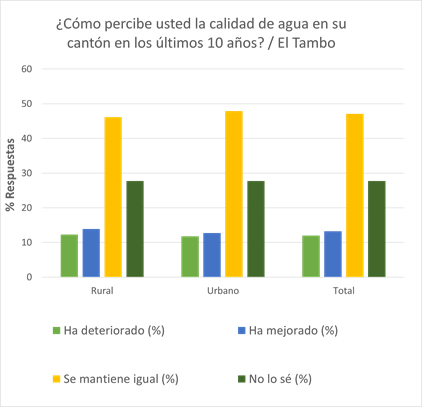 ¿Cómo percibe usted la calidad de agua en su
cantón en los últimos 10 años? / El Tambo
% Respuestas
60
50
40
30
20
10
0
Rural
Urbano
Total
Ha deteriorado (%)
Ha mejorado (%)
Se mantiene igual (%)
No lo sé (%)